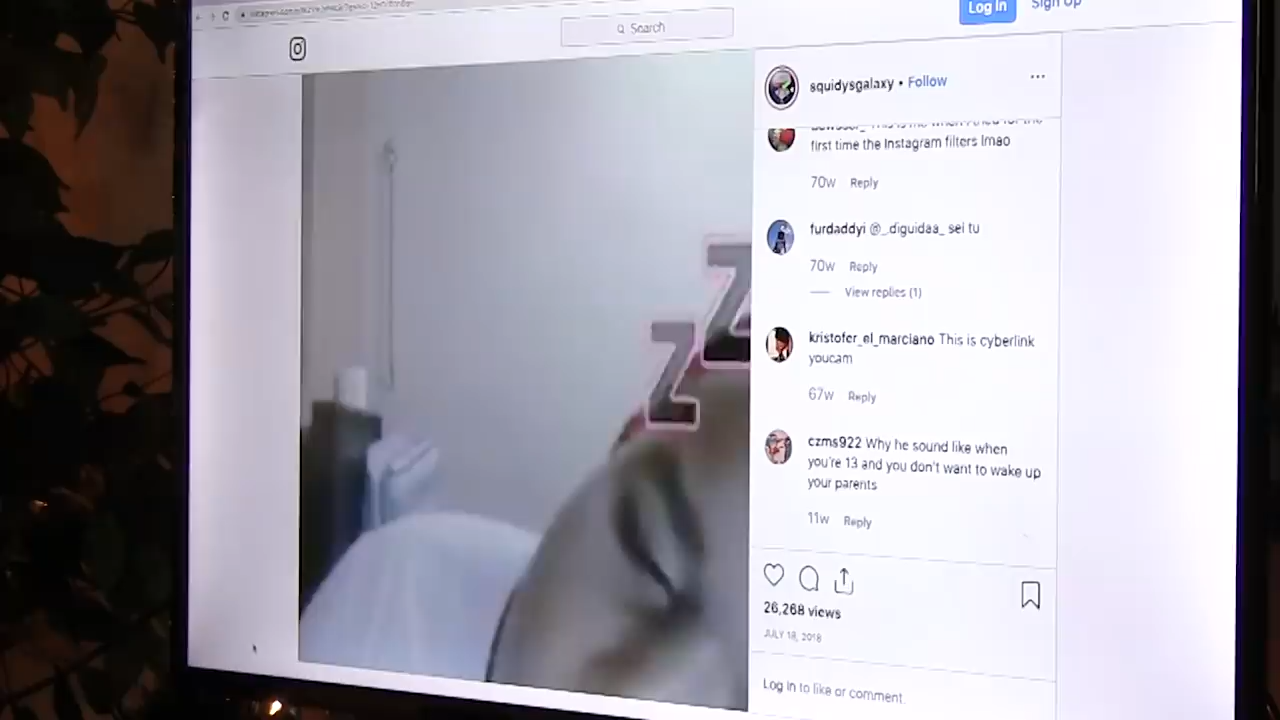 Log In
Sign Up
Search
squidysgalaxy • Follow
first time the Instagram filters lmao
70w Reply
furdaddyi @_.diguidaa_ sei tu
70w Reply
View replies (1)
kristofer_el_marciano This is cyberlink
youcam
67w Reply
czms922 Why he sound like when
you're 13 and you don't want to wake up
your parents
11w Reply
26,268 views
JULY 18, 2018
Log In to like or comment.
Z
Z